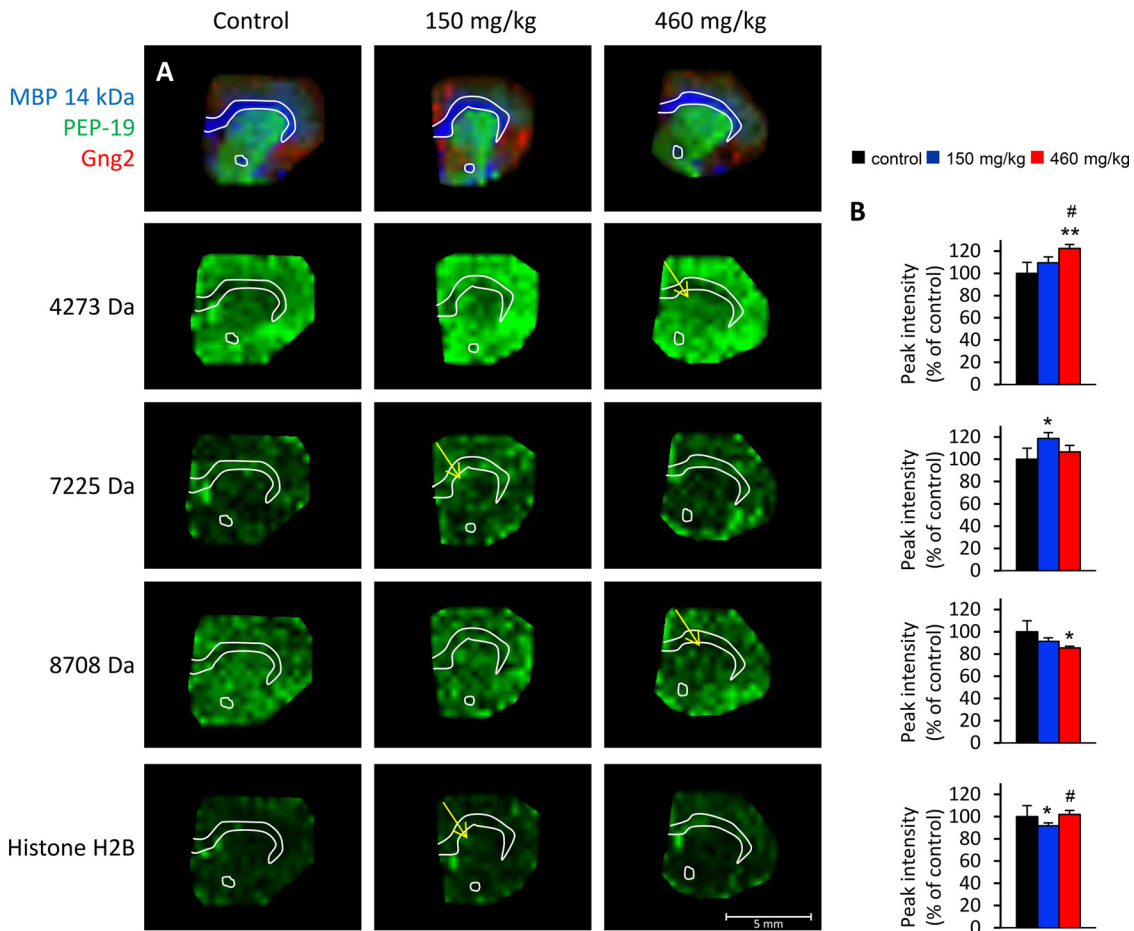 Control 150 mg/kg 460 mg/kg
A
MBP 14 kDa
PEP-19
Gng2
control 150 mg/kg 460 mg/kg
B
4273 Da
Peak intensity
(% of control)
120
100
80
60
40
20
0
#
**
7225 Da
Peak intensity
(% of control)
120
100
80
60
40
20
0
*
8708 Da
Peak intensity
(% of control)
120
100
80
60
40
20
0
*
Histone H2B
Peak intensity
(% of control)
120
100
80
60
40
20
0
* #
5 mm